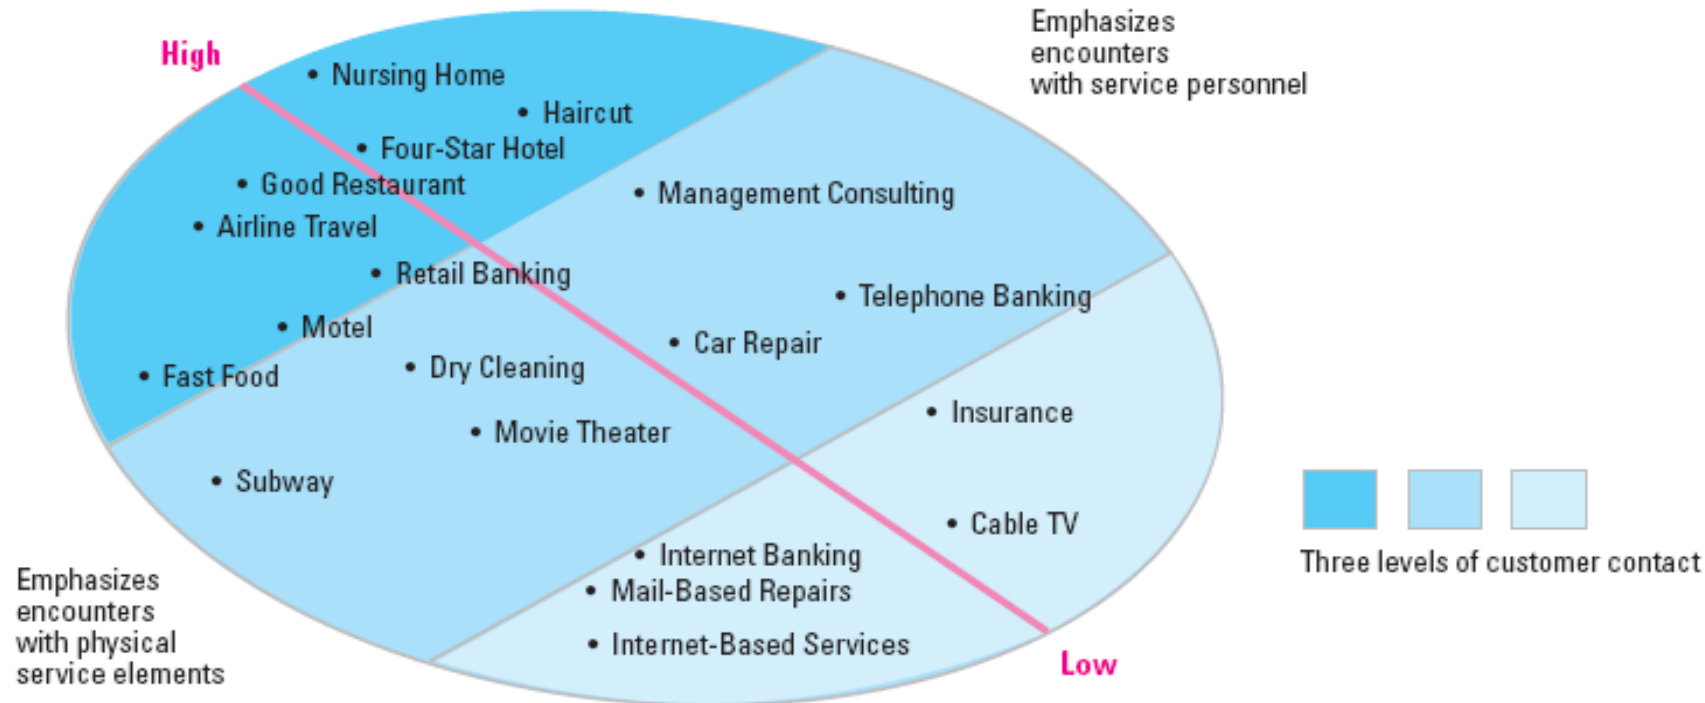 Emphasizes
encounters
with service personnel
High
• Nursing Home
• Haircut
• Four-Star Hotel
• Good Restaurant
• Management Consulting
• Airline Travel
• Retail Banking
• Telephone Banking
• Motel
• Car Repair
• Dry Cleaning
• Fast Food
• Insurance
• Movie Theater
• Subway
• Cable TV
• Internet Banking
• Mail-Based Repairs
• Internet-Based Services
Low
Three levels of customer contact
Emphasizes
encounters
with physical
service elements